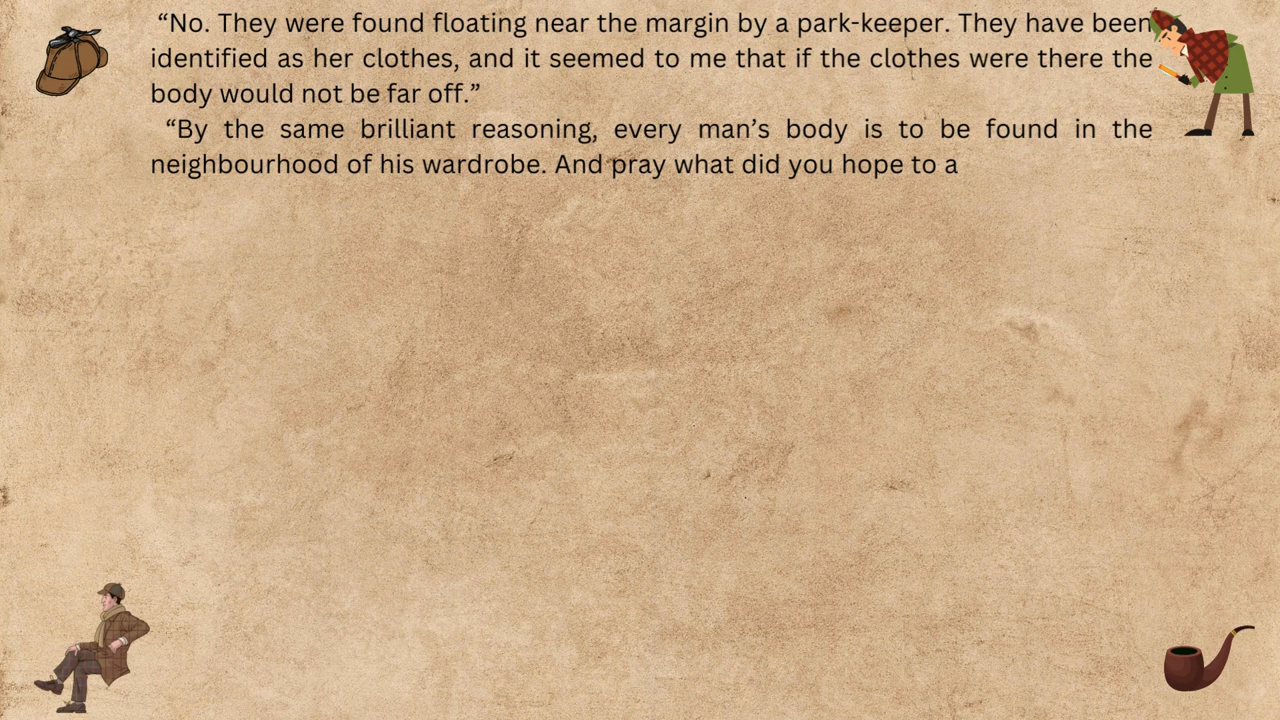 “No. They were found floating near the margin by a park-keeper. They have been
identified as her clothes, and it seemed to me that if the clothes were there the
body would not be far off.”
“By the same brilliant reasoning, every man’s body is to be found in the
neighbourhood of his wardrobe. And pray what did you hope to a